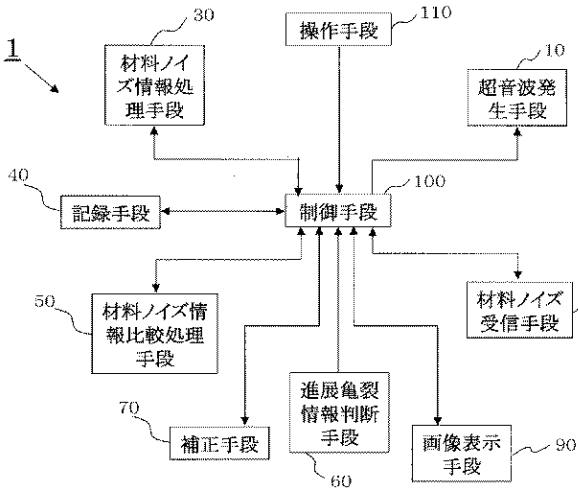 110
30
操作手段
10
1
材料ノイ
ズ情報処
理手段
超音波発
生手段
40
100
記録手段
制御手段
50
材料ノイズ情
報比較処理
手段
材料ノイズ
受信手段
70
補正手段
進展亀裂
情報判断
手段
60
画像表示
手段
90